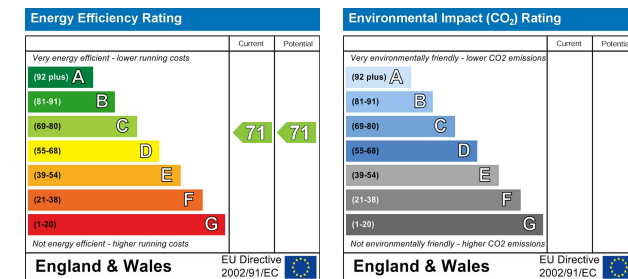 Energy Efficiency Rating
Current Potential
Very energy efficient - lower running costs
(92 plus) A
(81-91) B
(69-80) C
71 71
(55-68) D
(39-54) E
(21-38) F
(1-20) G
Not energy efficient - higher running costs
England & Wales
EU Directive
2002/91/EC
Environmental Impact (CO₂) Rating
Current Potentia
Very environmentally friendly - lower CO2 emissions
(92 plus) A
(81-91) B
(69-80) C
(55-68) D
(39-54) E
(21-38) F
(1-20) G
Not environmentally friendly - higher CO2 emissions
England & Wales
EU Directive
2002/91/EC